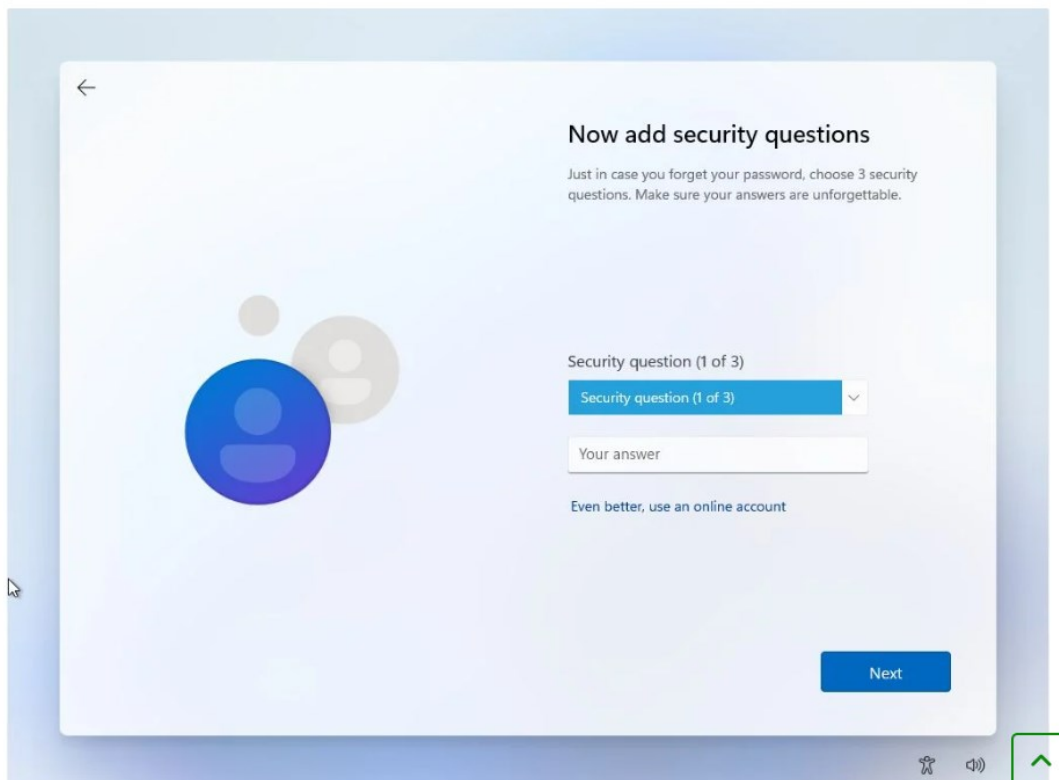 Now add security questions
Just in case you forget your password, choose 3 security
questions. Make sure your answers are unforgettable.
Security question (1 of 3)
Security question (1 of 3)
Your answer
Even better, use an online account
Next